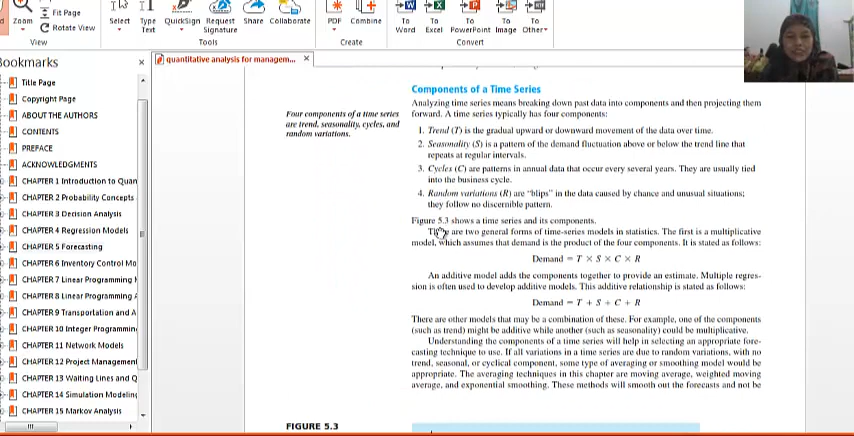 Fit Page
Zoom
Rotate View
View
Select
Type
Text
QuickSign
Request
Signature
Share
Collaborate
Tools
PDF
Combine
Create
To
Word
To
Excel
To
PowerPoint
To
Image
To
Other
Convert
Bookmarks
Title Page
Copyright Page
ABOUT THE AUTHORS
CONTENTS
PREFACE
ACKNOWLEDGMENTS
CHAPTER 1 Introduction to Quan
CHAPTER 2 Probability Concepts
CHAPTER 3 Decision Analysis
CHAPTER 4 Regression Models
CHAPTER 5 Forecasting
CHAPTER 6 Inventory Control Mo
CHAPTER 7 Linear Programming
CHAPTER 8 Linear Programming
CHAPTER 9 Transportation and A
CHAPTER 10 Integer Programmin
CHAPTER 11 Network Models
CHAPTER 12 Project Management
CHAPTER 13 Waiting Lines and Q
CHAPTER 14 Simulation Modeling
CHAPTER 15 Markov Analysis
quantitative analysis for managem...
Four components of a time series
are trend, seasonality, cycles, and
random variations.
Components of a Time Series
Analyzing time series means breaking down past data into components and then projecting them
forward. A time series typically has four components:
1. Trend (T) is the gradual upward or downward movement of the data over time.
2. Seasonality (S) is a pattern of the demand fluctuation above or below the trend line that
repeats at regular intervals.
3. Cycles (C) are patterns in annual data that occur every several years. They are usually tied
into the business cycle.
4. Random variations (R) are "blips" in the data caused by chance and unusual situations;
they follow no discernible pattern.
Figure 5.3 shows a time series and its components.
are two general forms of time-series models in statistics. The first is a multiplicative
model, which assumes that demand is the product of the four components. It is stated as follows:
Demand = T × S × C × R
An additive model adds the components together to provide an estimate. Multiple regres-
sion is often used to develop additive models. This additive relationship is stated as follows:
Demand = T + S + C + R
There are other models that may be a combination of these. For example, one of the components
(such as trend) might be additive while another (such as seasonality) could be multiplicative.
Understanding the components of a time series will help in selecting an appropriate fore-
casting technique to use. If all variations in a time series are due to random variations, with no
trend, seasonal, or cyclical component, some type of averaging or smoothing model would be
appropriate. The averaging techniques in this chapter are moving average, weighted moving
average, and exponential smoothing. These methods will smooth out the forecasts and not be
FIGURE 5.3